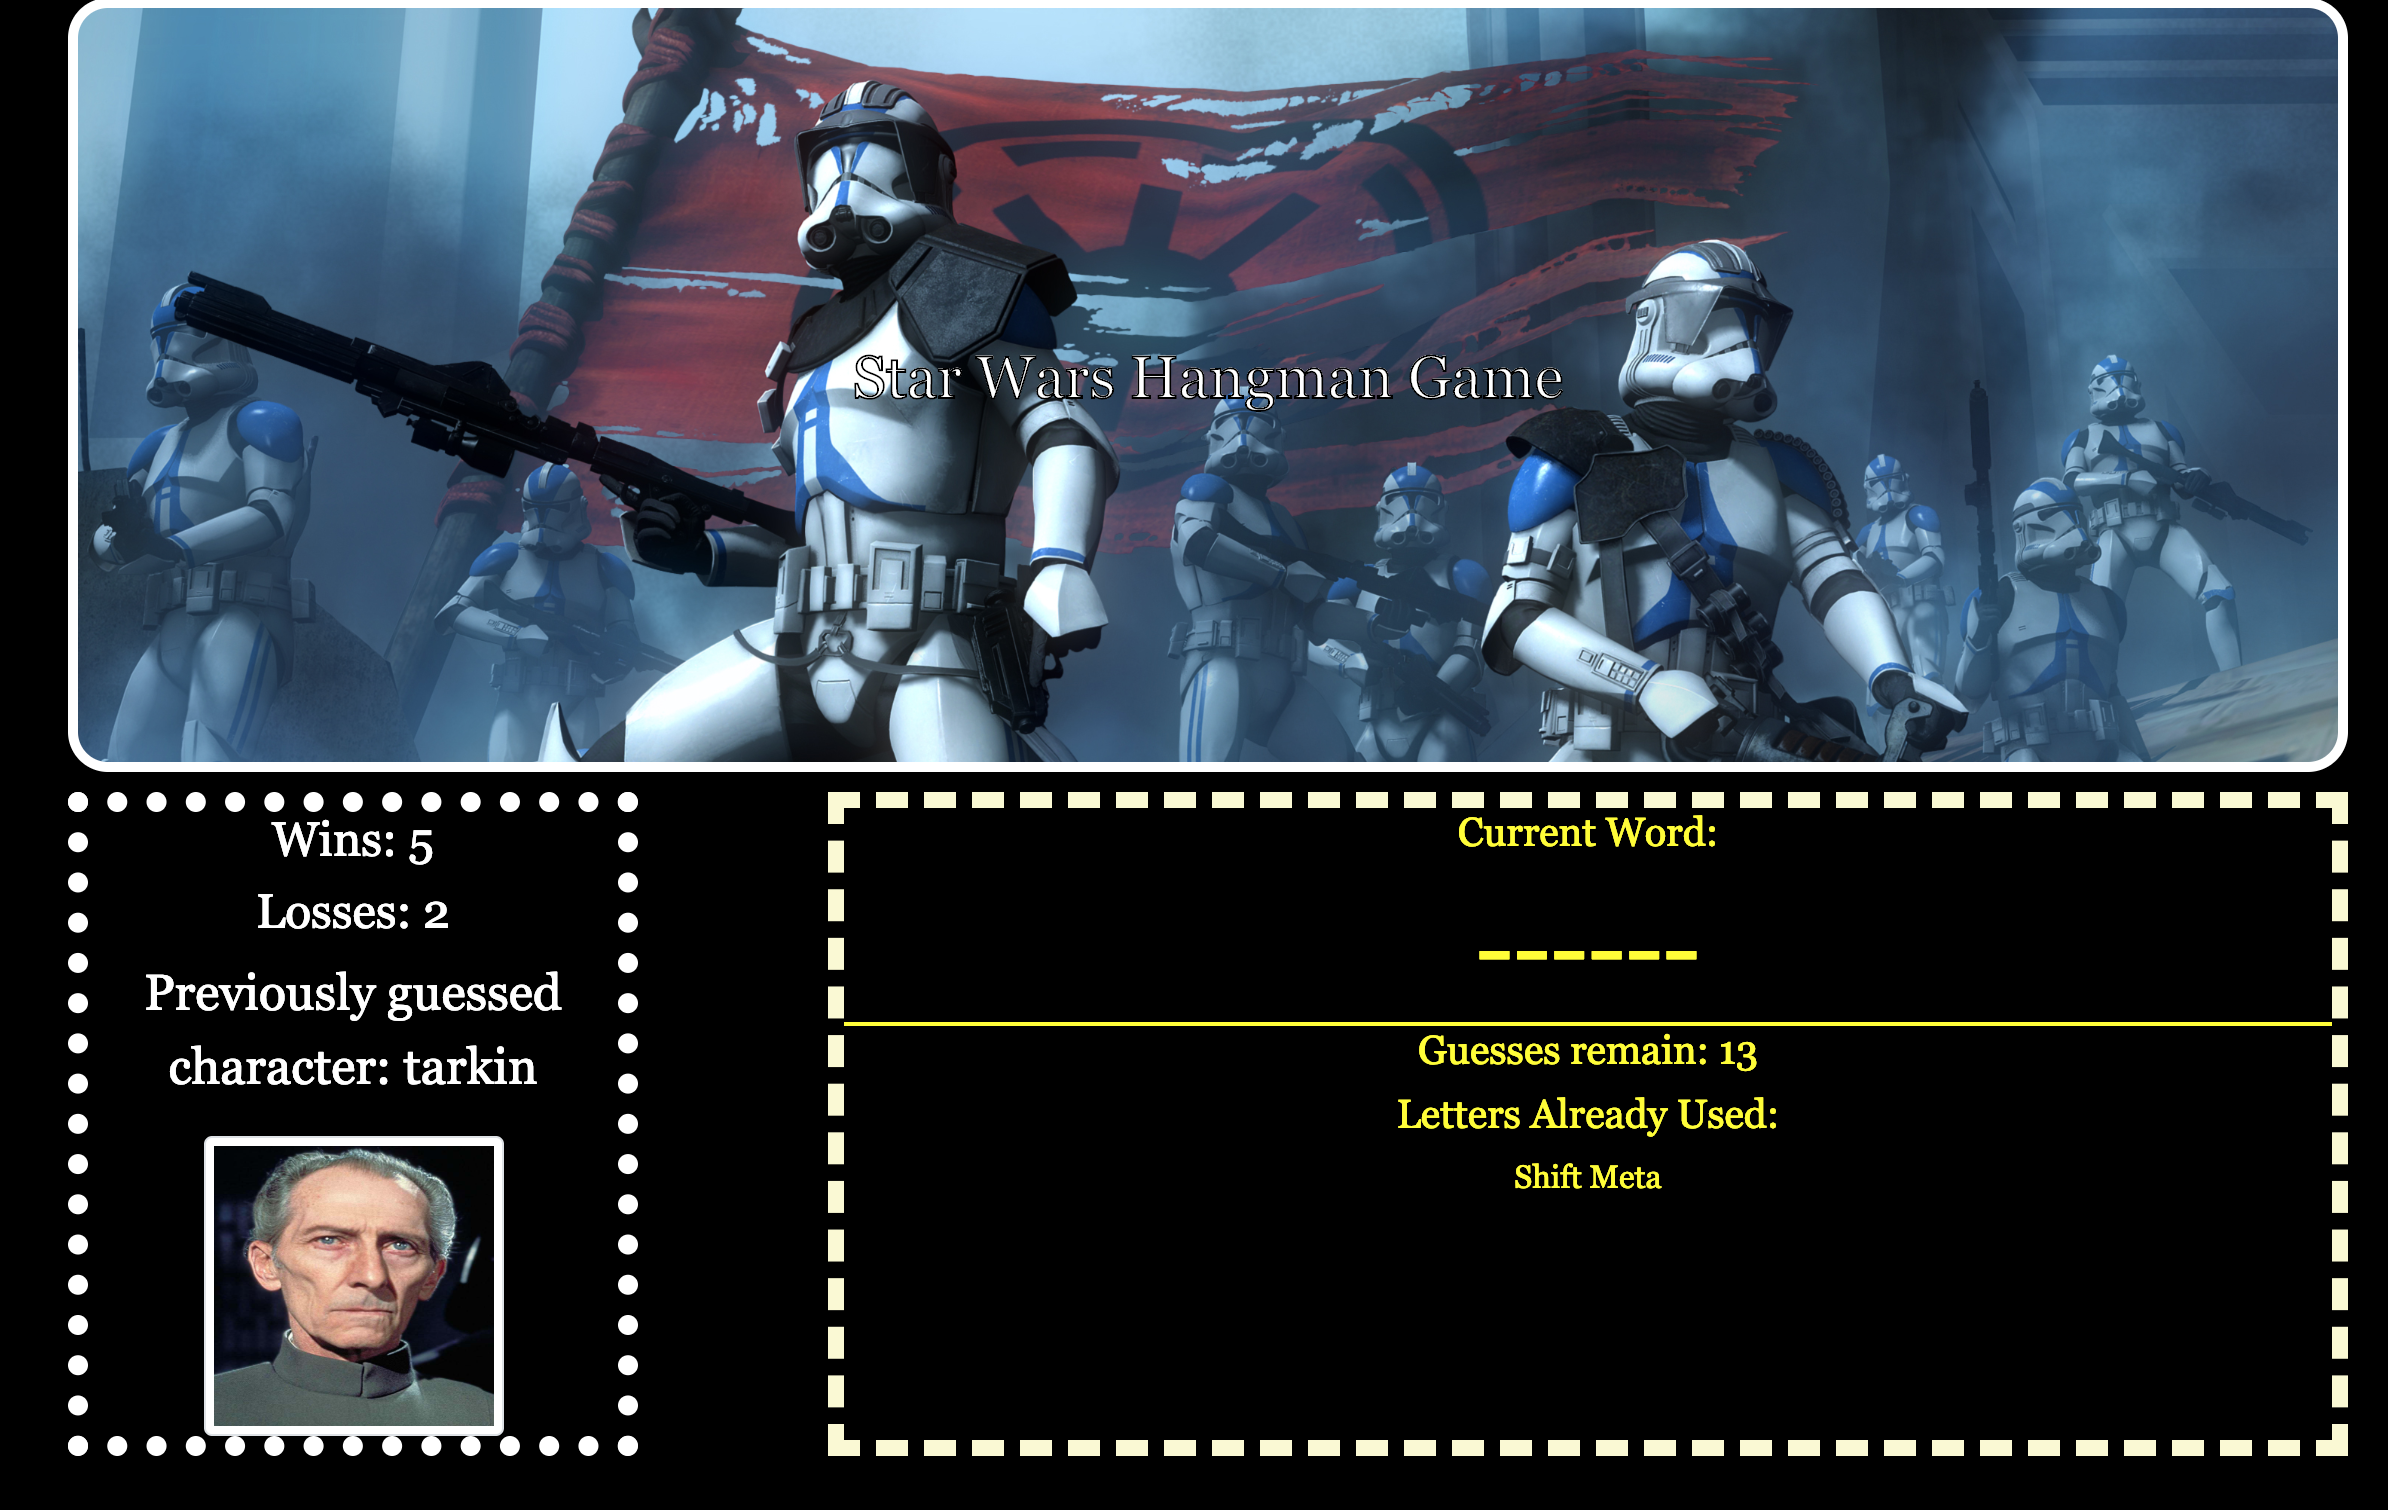 Star Wars Hangman Game
Wins: 5
Losses: 2
Previously guessed
character: tarkin
Current Word:
_ _ _ _ _ _
Guesses remain: 13
Letters Already Used:
Shift Meta